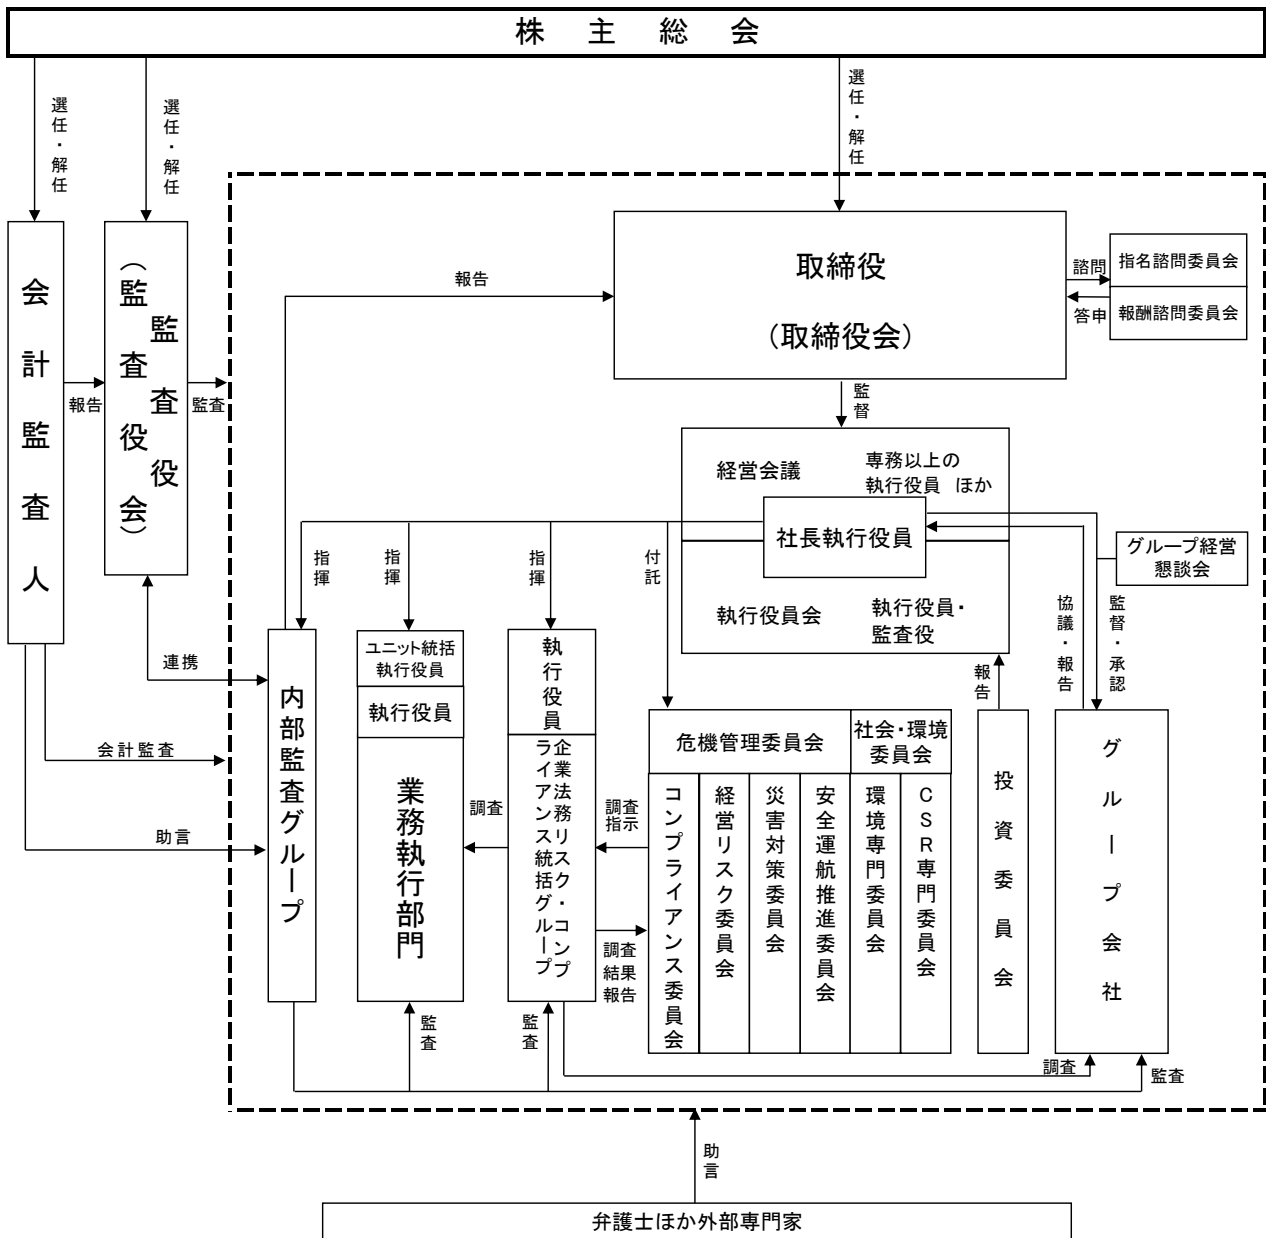 株主総会
選任・解任
選任・解任
選任・解任
会計監査人
報告
監査役
（監査役会）
監査
報告
取締役
（取締役会）
諮問
答申
指名諮問委員会
報酬諮問委員会
監督
経営会議
専務以上の
執行役員 ほか
社長執行役員
執行役員会
執行役員・
監査役
グループ経営
懇談会
指揮
指揮
指揮
付託
協議・報告
監督・承認
報告
連携
会計監査
助言
内部監査グループ
ユニット統括
執行役員
執行役員
業務執行部門
調査
執行役員
企業法務リスク・コンプ
ライアンス統括グループ
調査
指示
調査
結果
報告
危機管理委員会
社会・環境
委員会
コンプライアンス委員会
経営リスク委員会
災害対策委員会
安全運航推進委員会
環境専門委員会
CSR専門委員会
投資委員会
グループ会社
監査
監査
調査
監査
助言
弁護士ほか外部専門家